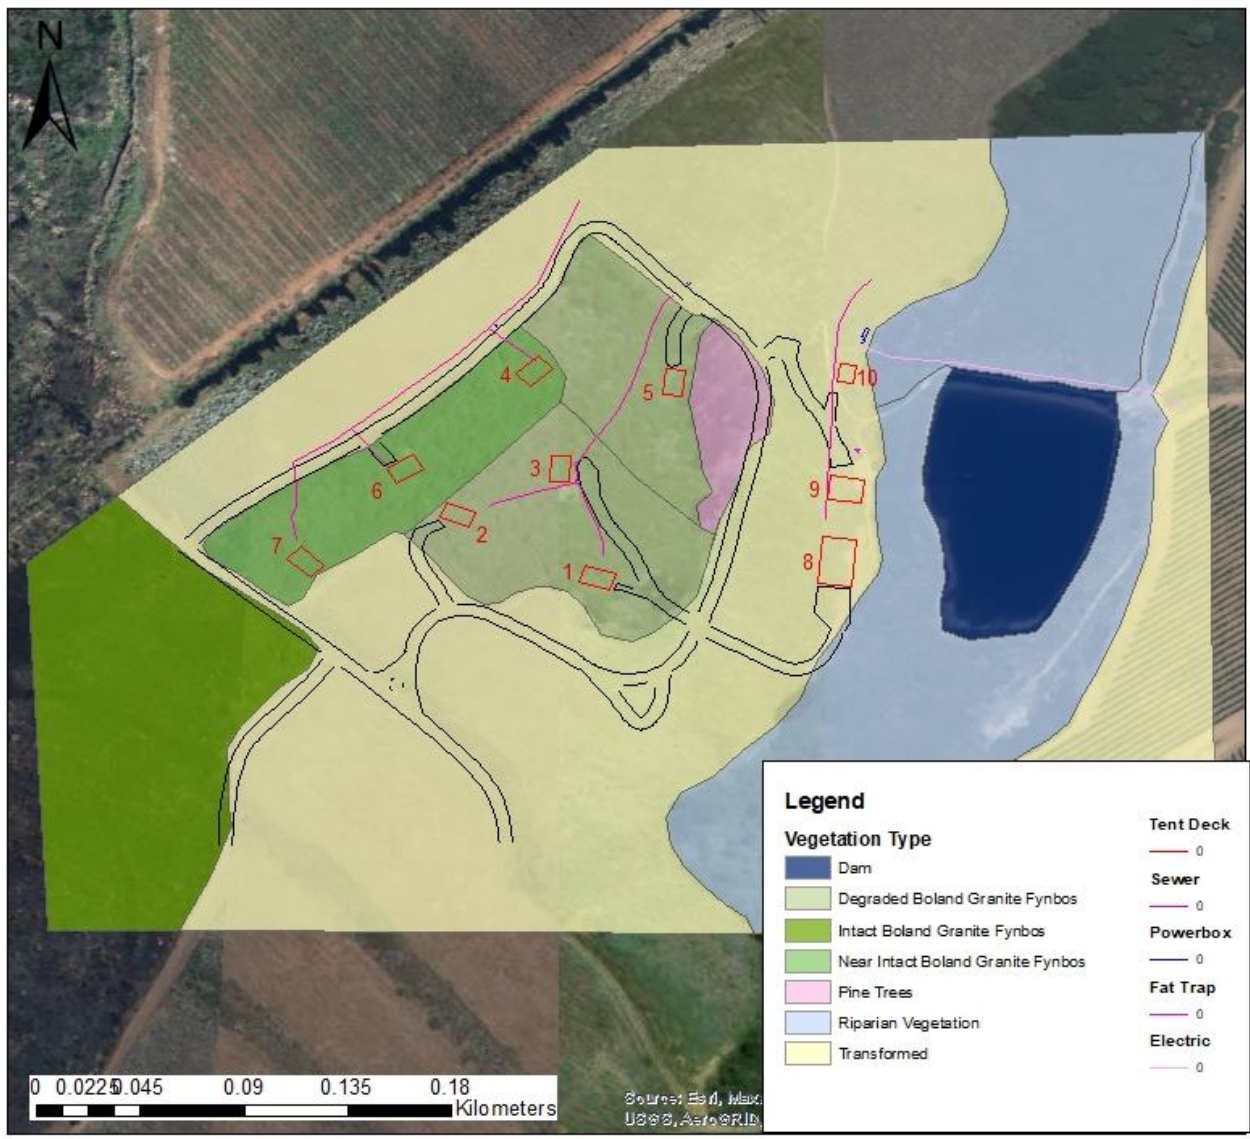 N
4
5
10
3
6
9
2
7
1
8
Legend
Vegetation Type
Dam
Degraded Boland Granite Fynbos
Intact Boland Granite Fynbos
Near Intact Boland Granite Fynbos
Pine Trees
Riparian Vegetation
Transformed
Tent Deck
0
Sewer
0
Powerbox
0
Fat Trap
0
Electric
0
0 0.0225 0.045 0.09 0.135 0.18
Kilometers
Source: Esri, Max
USGS, AeroGRID,